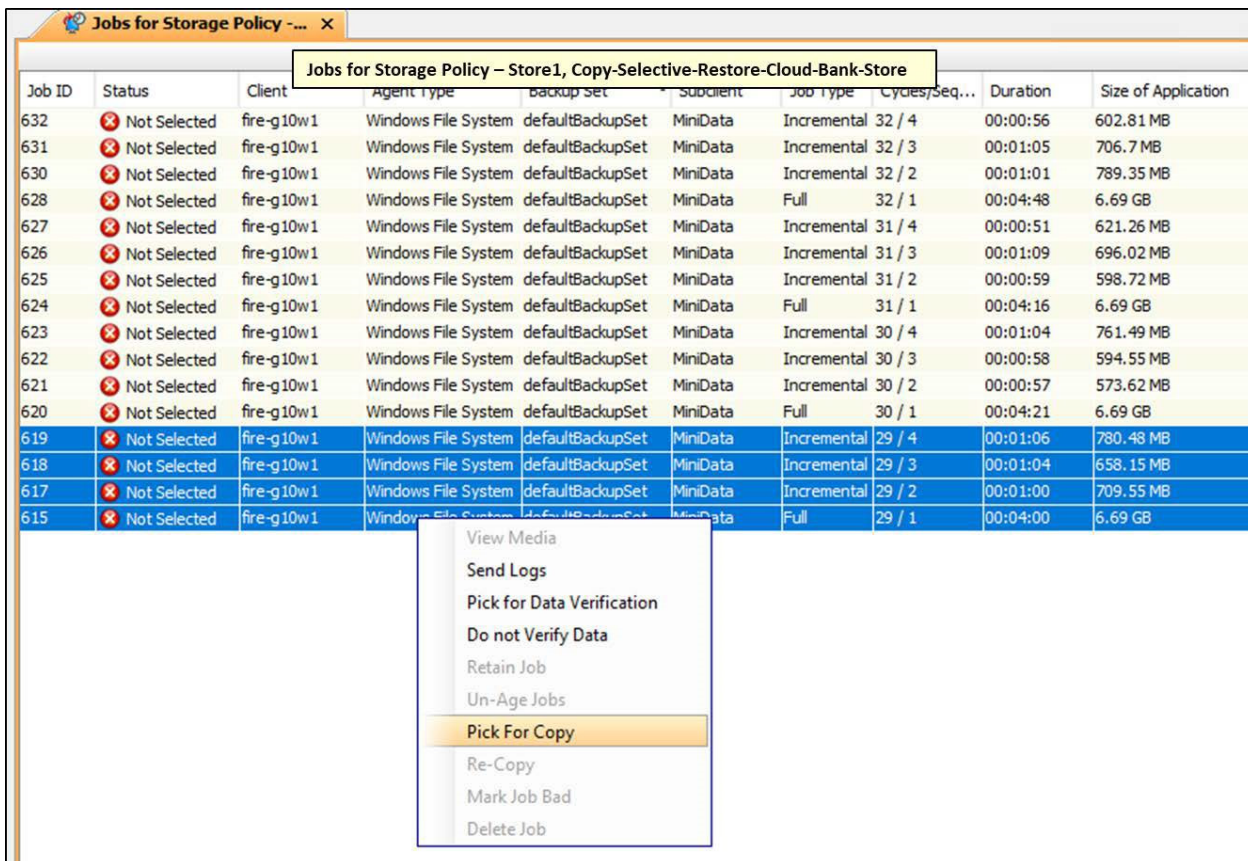 Jobs for Storage Policy -... X
Jobs for Storage Policy – Store1, Copy-Selective-Restore-Cloud-Bank-Store
Job ID Status Client Agent Type Backup Set Subclient Job Type Cycles/Seq... Duration Size of Application
632 Not Selected fire-g10w1 Windows File System defaultBackupSet MiniData Incremental 32 / 4 00:00:56 602.81 MB
631 Not Selected fire-g10w1 Windows File System defaultBackupSet MiniData Incremental 32 / 3 00:01:05 706.7 MB
630 Not Selected fire-g10w1 Windows File System defaultBackupSet MiniData Incremental 32 / 2 00:01:01 789.35 MB
628 Not Selected fire-g10w1 Windows File System defaultBackupSet MiniData Full 32 / 1 00:04:48 6.69 GB
627 Not Selected fire-g10w1 Windows File System defaultBackupSet MiniData Incremental 31 / 4 00:00:51 621.26 MB
626 Not Selected fire-g10w1 Windows File System defaultBackupSet MiniData Incremental 31 / 3 00:01:09 696.02 MB
625 Not Selected fire-g10w1 Windows File System defaultBackupSet MiniData Incremental 31 / 2 00:00:59 598.72 MB
624 Not Selected fire-g10w1 Windows File System defaultBackupSet MiniData Full 31 / 1 00:04:16 6.69 GB
623 Not Selected fire-g10w1 Windows File System defaultBackupSet MiniData Incremental 30 / 4 00:01:04 761.49 MB
622 Not Selected fire-g10w1 Windows File System defaultBackupSet MiniData Incremental 30 / 3 00:00:58 594.55 MB
621 Not Selected fire-g10w1 Windows File System defaultBackupSet MiniData Incremental 30 / 2 00:00:57 573.62 MB
620 Not Selected fire-g10w1 Windows File System defaultBackupSet MiniData Full 30 / 1 00:04:21 6.69 GB
619 Not Selected fire-g10w1 Windows File System defaultBackupSet MiniData Incremental 29 / 4 00:01:06 780.48 MB
618 Not Selected fire-g10w1 Windows File System defaultBackupSet MiniData Incremental 29 / 3 00:01:04 658.15 MB
617 Not Selected fire-g10w1 Windows File System defaultBackupSet MiniData Incremental 29 / 2 00:01:00 709.55 MB
615 Not Selected fire-g10w1 Windows File System defaultBackupSet MiniData Full 29 / 1 00:04:00 6.69 GB
View Media
Send Logs
Pick for Data Verification
Do not Verify Data
Retain Job
Un-Age Jobs
Pick For Copy
Re-Copy
Mark Job Bad
Delete Job